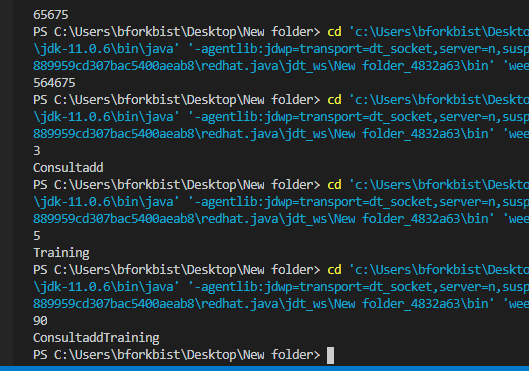 65675
PS C:\Users\bforkbist\Desktop\New folder> cd 'c:\Users\bforkbist\Deskto
\jdk-11.0.6\bin\java' '-agentlib:jdwp=transport=dt_socket,server=n,susp
889959cd307bac5400aeab8\redhat.java\jdt_ws\New folder_4832a63\bin' 'wee
564675
PS C:\Users\bforkbist\Desktop\New folder> cd 'c:\Users\bforkbist\Deskto
\jdk-11.0.6\bin\java' '-agentlib:jdwp=transport=dt_socket,server=n,susp
889959cd307bac5400aeab8\redhat.java\jdt_ws\New folder_4832a63\bin' 'wee
3
Consultadd
PS C:\Users\bforkbist\Desktop\New folder> cd 'c:\Users\bforkbist\Deskto
\jdk-11.0.6\bin\java' '-agentlib:jdwp=transport=dt_socket,server=n,susp
889959cd307bac5400aeab8\redhat.java\jdt_ws\New folder_4832a63\bin' 'wee
5
Training
PS C:\Users\bforkbist\Desktop\New folder> cd 'c:\Users\bforkbist\Deskto
\jdk-11.0.6\bin\java' '-agentlib:jdwp=transport=dt_socket,server=n,susp
889959cd307bac5400aeab8\redhat.java\jdt_ws\New folder_4832a63\bin' 'wee
90
ConsultaddTraining
PS C:\Users\bforkbist\Desktop\New folder>